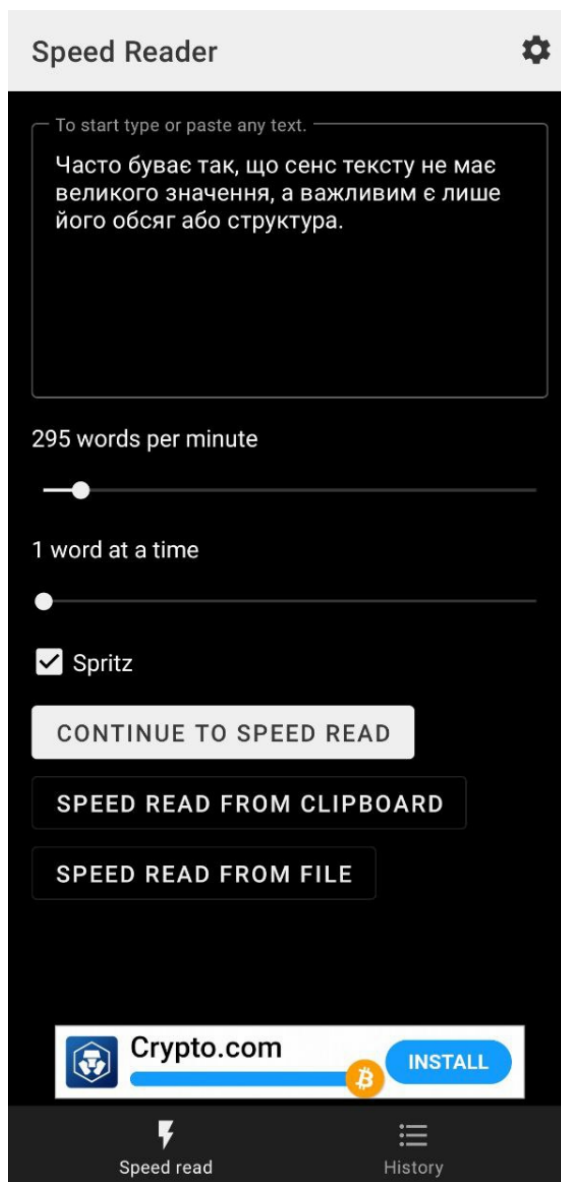 Speed Reader
To start type or paste any text.
Часто буває так, що сенс тексту не має
великого значення, а важливим є лише
його обсяг або структура.
295 words per minute
1 word at a time
Spritz
CONTINUE TO SPEED READ
SPEED READ FROM CLIPBOARD
SPEED READ FROM FILE
Crypto.com
INSTALL
Speed read
History